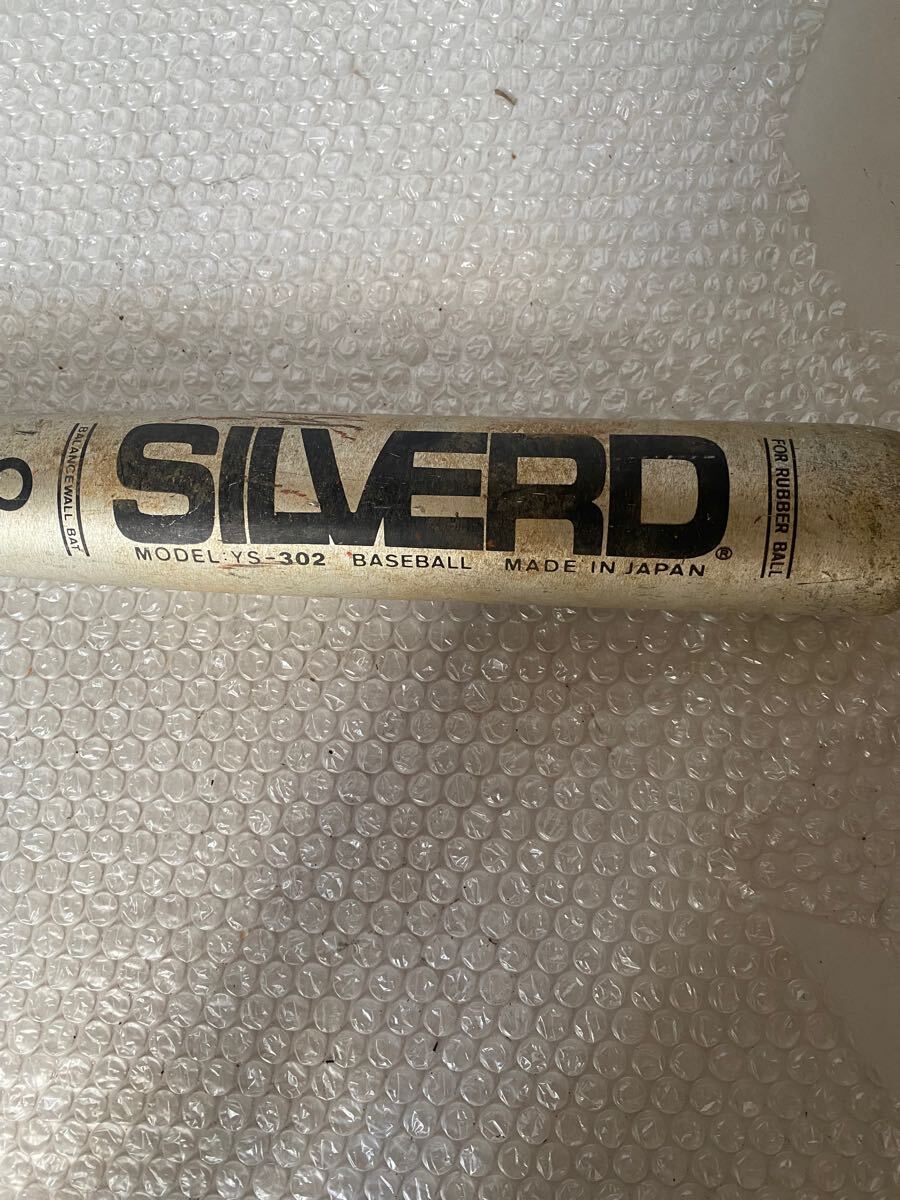 BALANCEWALL BAT
SILVERD®
MODEL:YS-302 BASEBALL MADE IN JAPAN
FOR RUBBER BALL